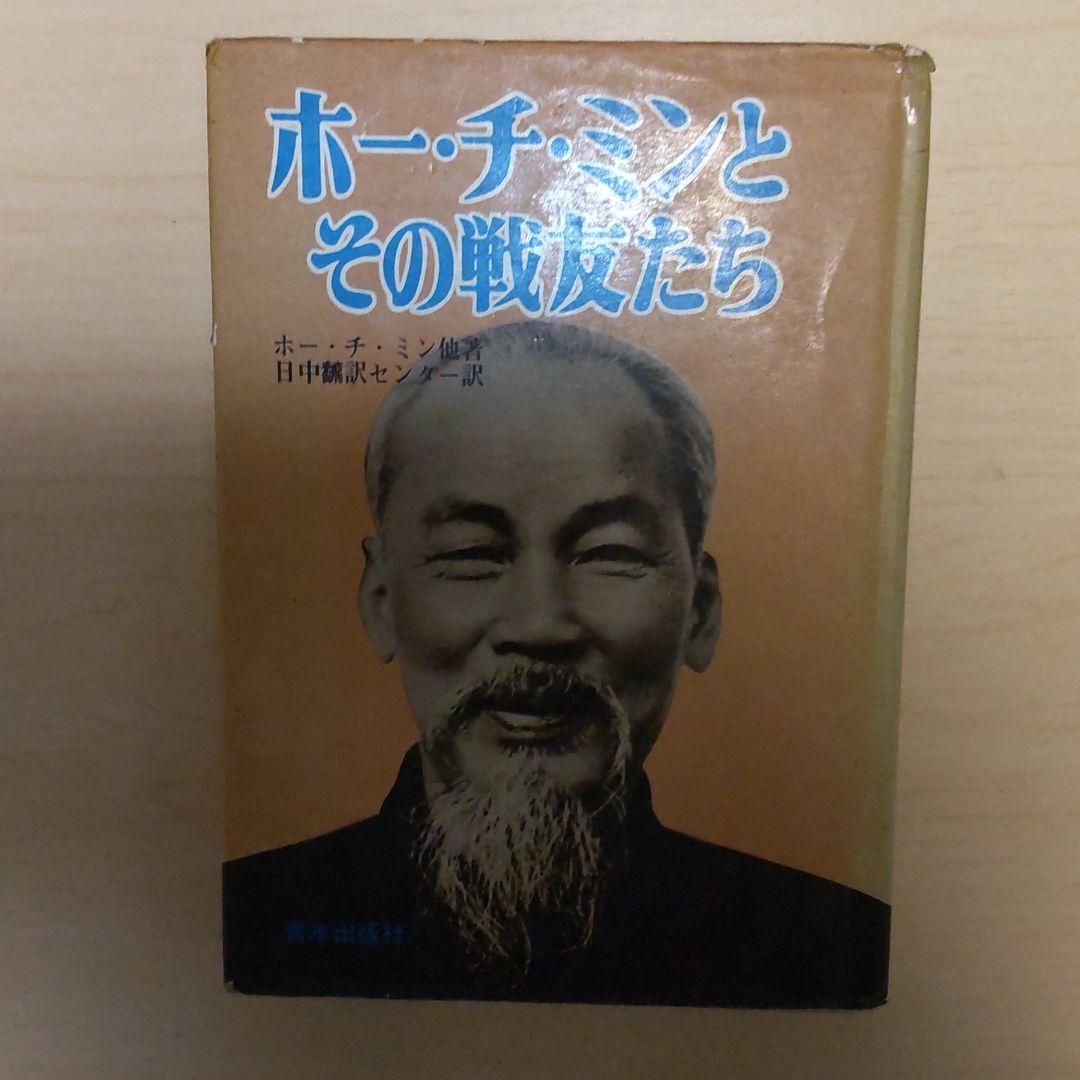 ホー・チ・ミンと
その戦友たち
ホー・チ・ミン他著
日中飜訳センター訳
青年出版社